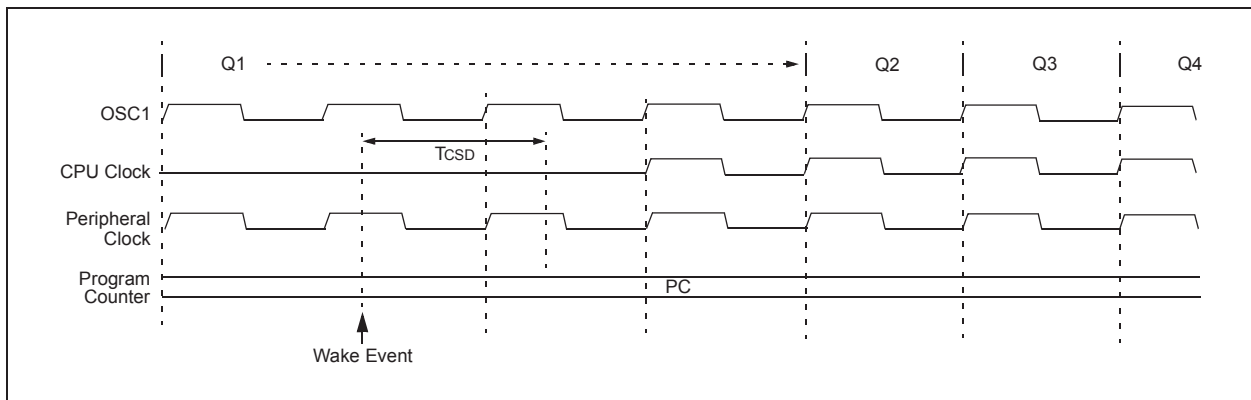 Q1 Q2 Q3 Q4
OSC1
TCSD
CPU Clock
Peripheral
Clock
Program
Counter
PC
Wake Event